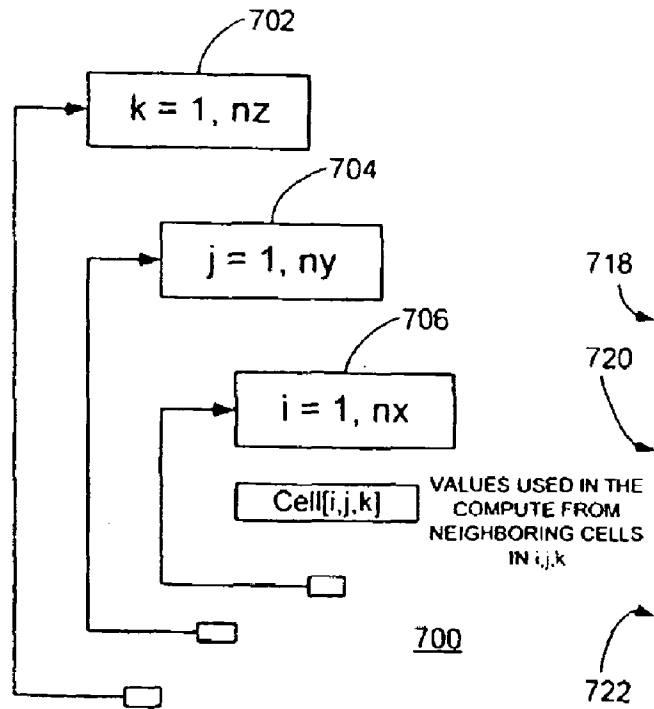 702
k = 1, nz
704
j = 1, ny
718
706
720
i = 1, nx
Cell[i,j,k]
VALUES USED IN THE
COMPUTE FROM
NEIGHBORING CELLS
IN i,j,k
700
722